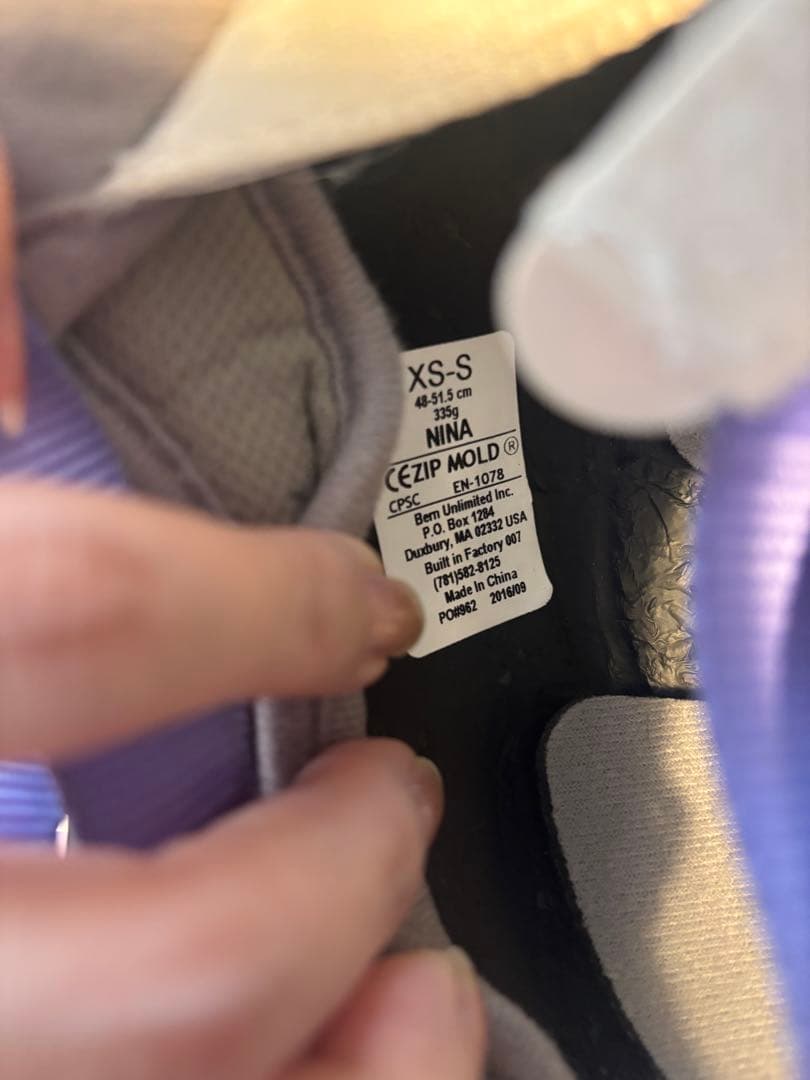 XS-S
48-51.5 cm
335g
NINA
CE ZIP MOLD ®
CPSC EN-1078
Bern Unlimited Inc.
P.O. Box 1284
Duxbury, MA 02332 USA
Built in Factory 007
(781)582-8125
Made In China
PO#962 2016/09